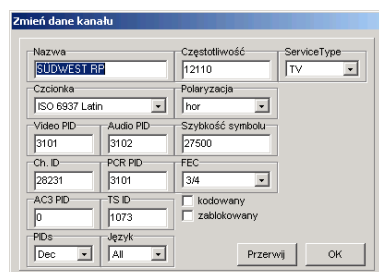 Zmień dane kanału
Nazwa Częstotliwość ServiceType
SÜDWEST RP 12110 TV
Czcionka Polaryzacja
ISO 6937 Latin hor
Video PID Audio PID Szybkość symbolu
3101 3102 27500
Ch. ID PCR PID FEC
28231 3101 3/4
AC3 PID TS ID kodowany
0 1073 zablokowany
PIDs Język
Dec All Przerwij OK